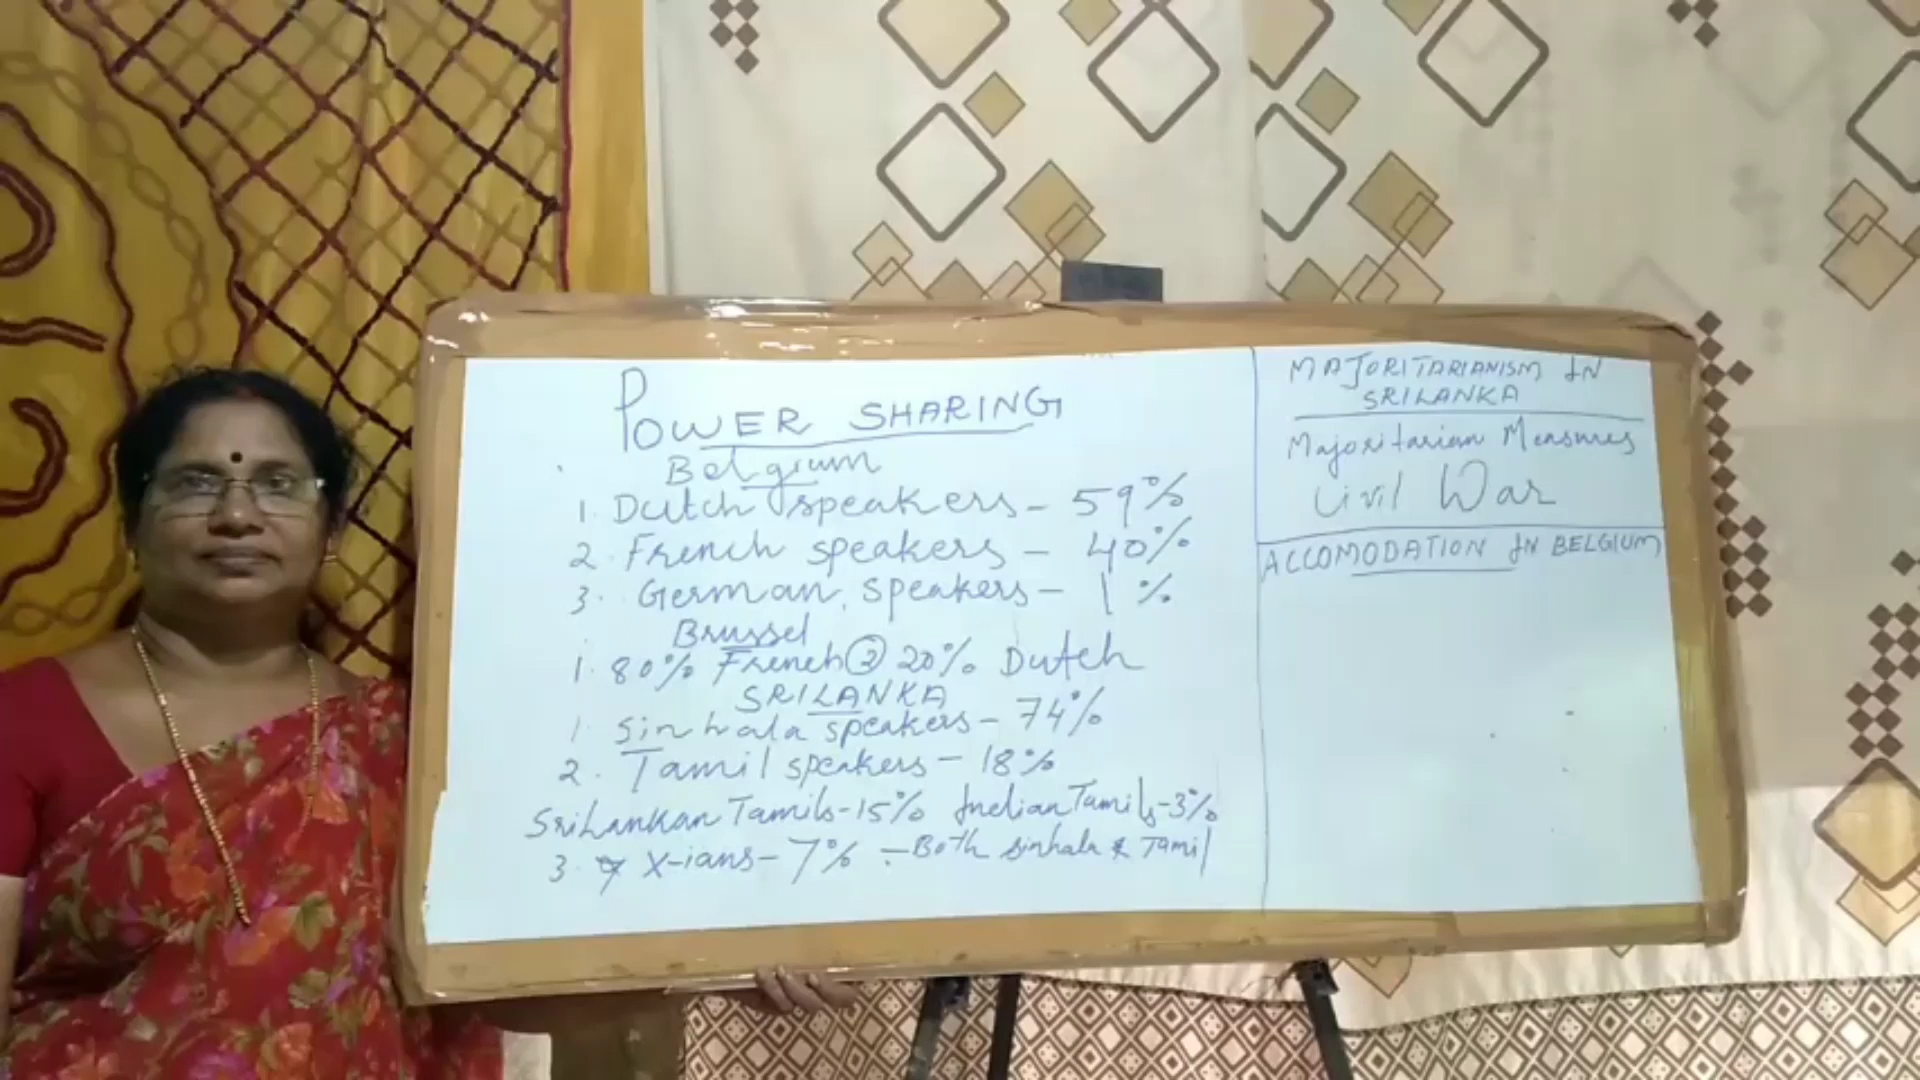 POWER SHARING
Belgium
1. Dutch speakers - 59%
2. French speakers - 40%
3. German speakers - 1%
Brussel
1. 80% French ② 20% Dutch
SRILANKA
1. Sinhala speakers - 74%
2. Tamil speakers - 18%
SriLankan Tamils - 15% Indian Tamils - 3%
3. X-ians - 7% - Both sinhala & Tamil
MAJORITARIANISM IN
SRILANKA
Majoritarian Measures
Civil War
ACCOMODATION IN BELGIUM